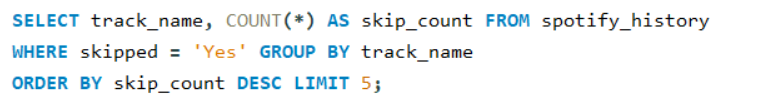 SELECT track_name, COUNT(*) AS skip_count FROM spotify_history
WHERE skipped = 'Yes' GROUP BY track_name
ORDER BY skip_count DESC LIMIT 5;